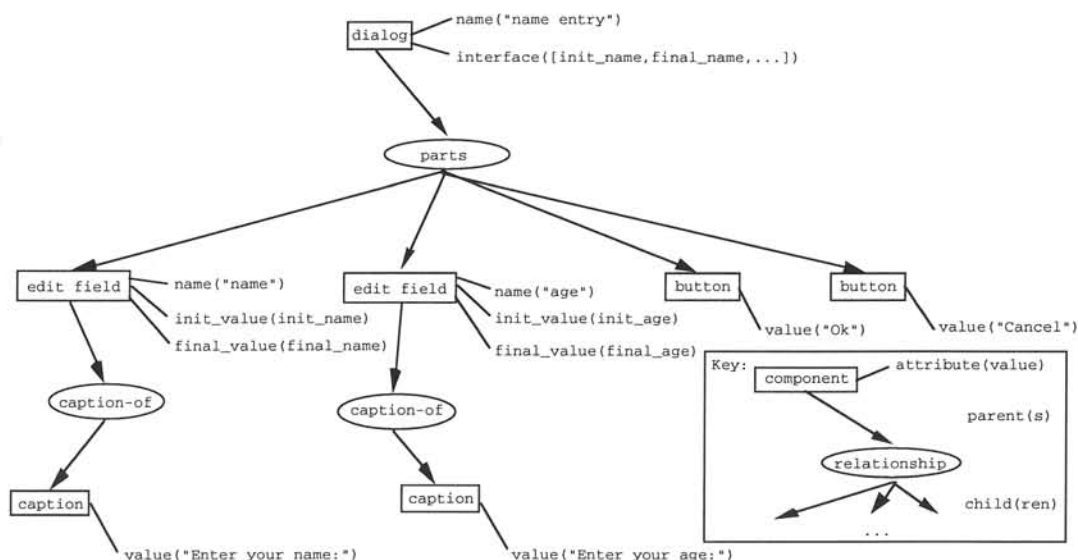 name("name entry")
dialog
interface([init_name,final_name,...])
parts
edit field
name("name")
init_value(init_name)
final_value(final_name)
edit field
name("age")
init_value(init_age)
final_value(final_age)
button
value("Ok")
button
value("Cancel")
caption-of
caption-of
caption
value("Enter your name:")
caption
value("Enter your age:")
Key:
component
attribute(value)
parent(s)
relationship
child(ren)
...